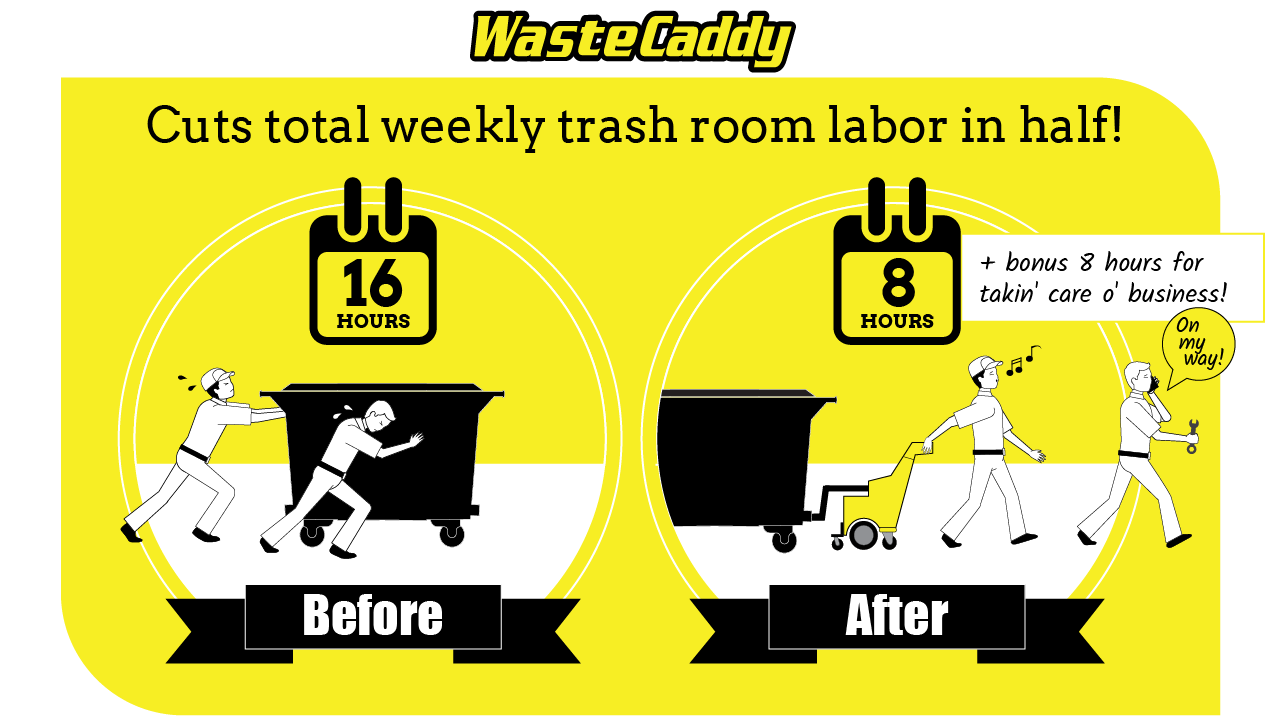 WasteCaddy
Cuts total weekly trash room labor in half!
16
HOURS
8
HOURS
+ bonus 8 hours for
takin' care o' business!
On
my
way!
Before
After